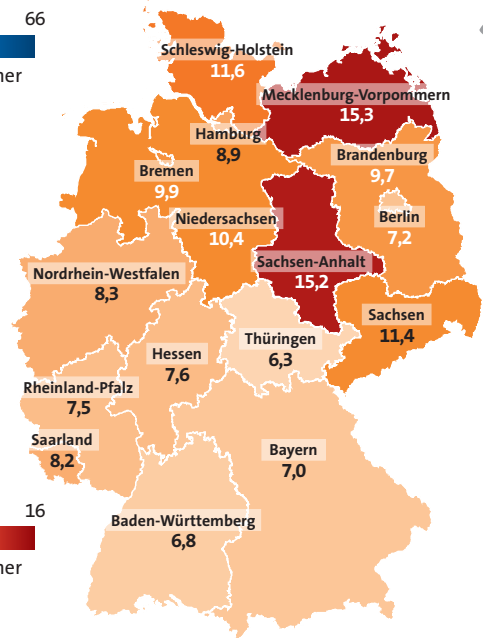 66
ner
Schleswig-Holstein
11,6
Mecklenburg-Vorpommern
15,3
Hamburg
8,9
Brandenburg
9,7
Bremen
9,9
Berlin
7,2
Niedersachsen
10,4
Sachsen-Anhalt
15,2
Nordrhein-Westfalen
8,3
Sachsen
11,4
Thüringen
6,3
Hessen
7,6
Rheinland-Pfalz
7,5
Saarland
8,2
Bayern
7,0
16
ner
Baden-Württemberg
6,8